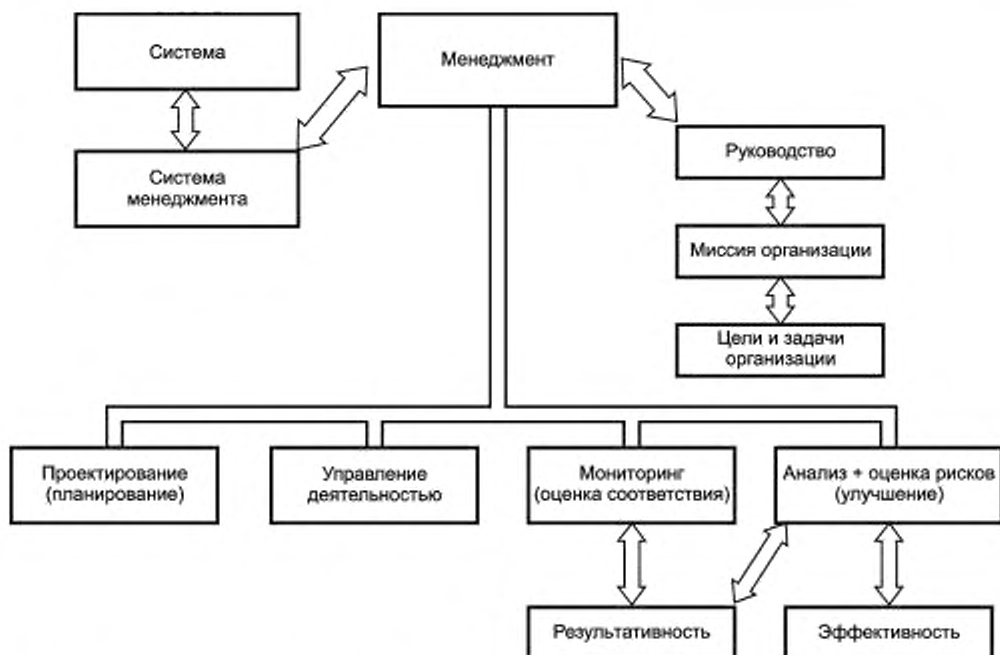 Система
Менеджмент
Система
менеджмента
Руководство
Миссия организации
Цели и задачи
организации
Проектирование
(планирование)
Управление
деятельностью
Мониторинг
(оценка соответствия)
Анализ + оценка рисков
(улучшение)
Результативность
Эффективность